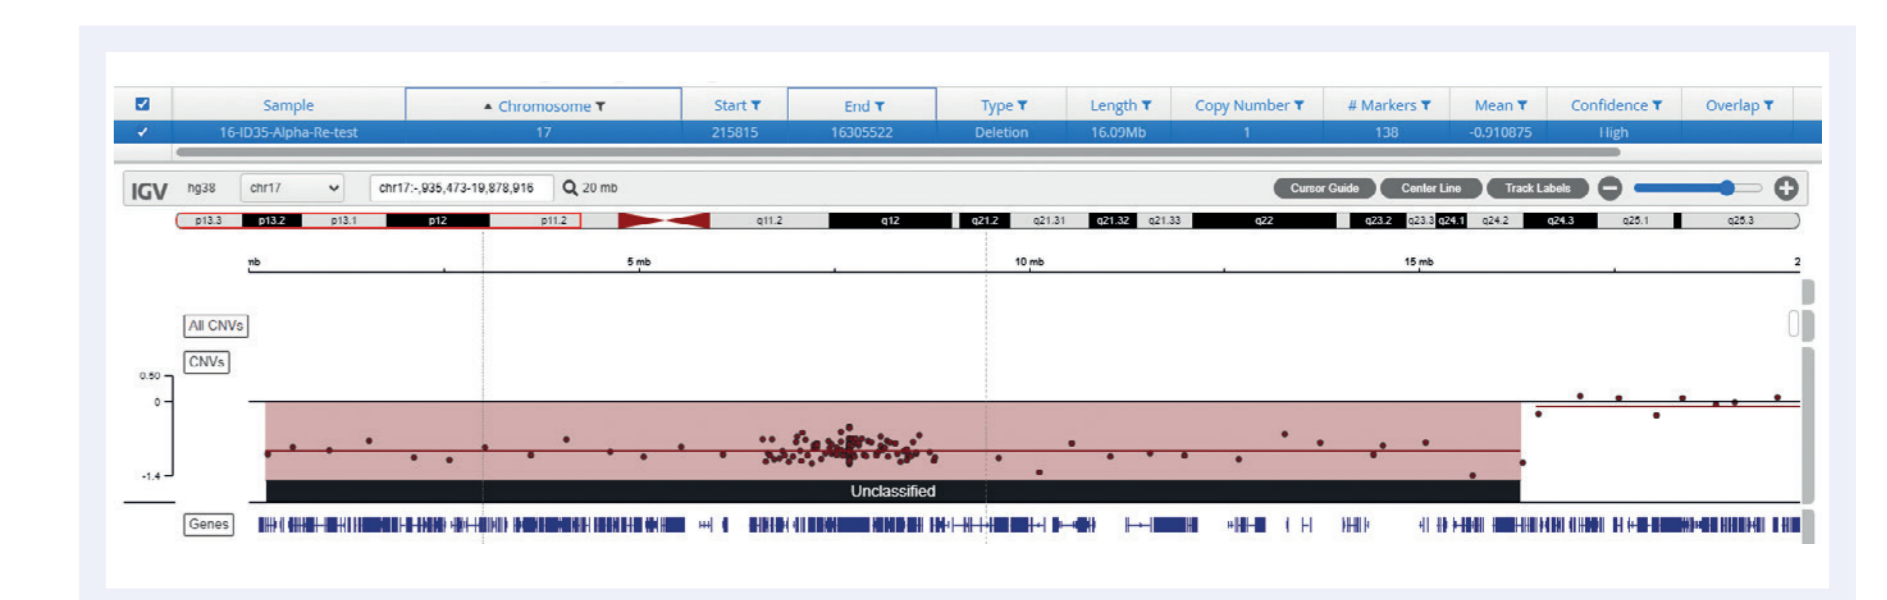 Sample Chromosome Start End Type Length Copy Number # Markers Mean Confidence Overlap
16-ID35-Alpha-Re-test 17 215815 16305522 Deletion 16.09Mb 1 138 -0.910875 High
IGV hg38 chr17 chr17:-,935,473-19,878,916 20 mb Cursor Guide Center Line Track Labels
p13.3 p13.2 p13.1 p12 p11.2 q11.2 q12 q21.2 q21.31 q21.32 q21.33 q22 q23.2 q23.3 q24.1 q24.2 q24.3 q25.1 q25.3
mb 5 mb 10 mb 15 mb 2
All CNVs
CNVs
0.50
0
-1.4
Unclassified
Genes